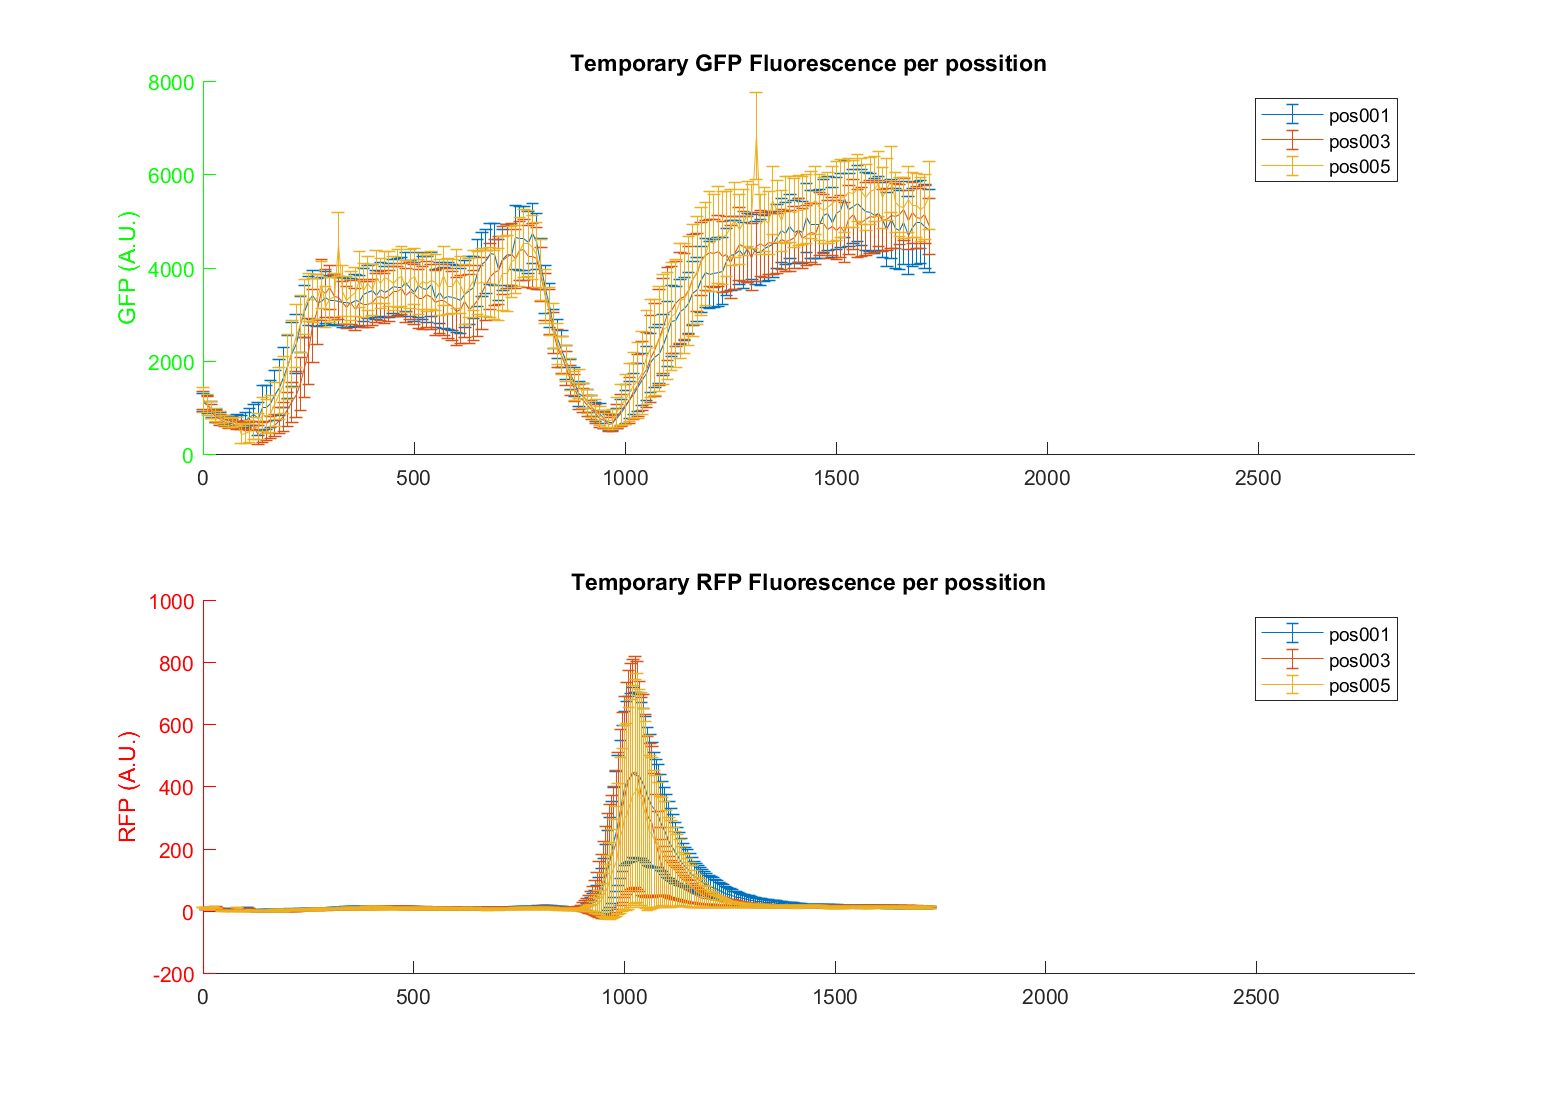 Temporary GFP Fluorescence per possition
8000
6000
4000
2000
0
GFP (A.U.)
0 500 1000 1500 2000 2500
pos001
pos003
pos005
Temporary RFP Fluorescence per possition
1000
800
600
400
200
0
-200
RFP (A.U.)
0 500 1000 1500 2000 2500
pos001
pos003
pos005